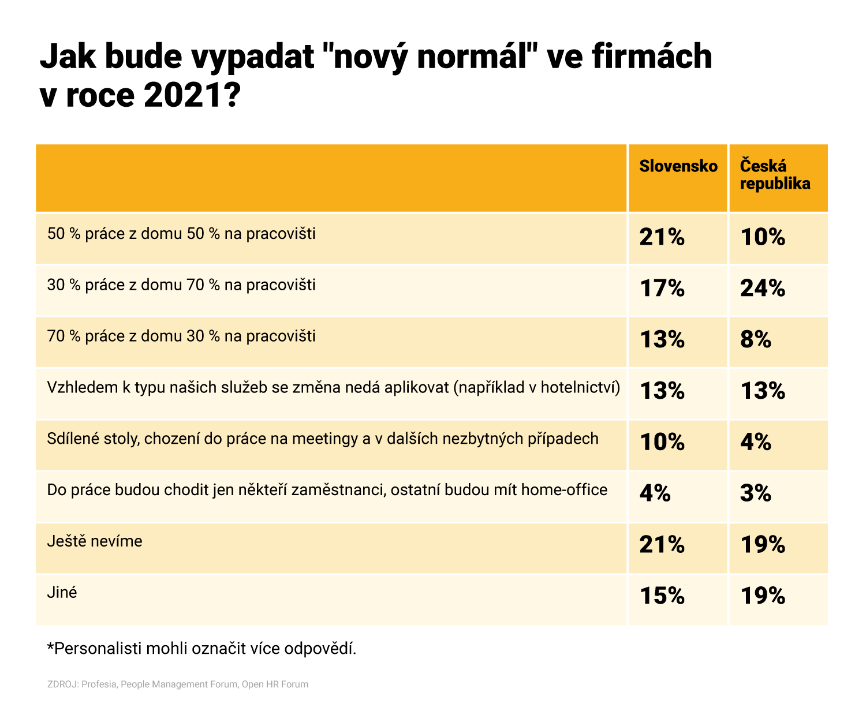 Jak bude vypadat "nový normál" ve firmách
v roce 2021?
Slovensko
Česká
republika
50 % práce z domu 50 % na pracovišti 21% 10%
30 % práce z domu 70 % na pracovišti 17% 24%
70 % práce z domu 30 % na pracovišti 13% 8%
Vzhledem k typu našich služeb se změna nedá aplikovat (například v hotelnictví) 13% 13%
Sdílené stoly, chození do práce na meetingy a v dalších nezbytných případech 10% 4%
Do práce budou chodit jen někteří zaměstnanci, ostatní budou mít home-office 4% 3%
Ještě nevíme 21% 19%
Jiné 15% 19%
*Personalisti mohli označit více odpovědí.
ZDROJ: Profesia, People Management Forum, Open HR Forum